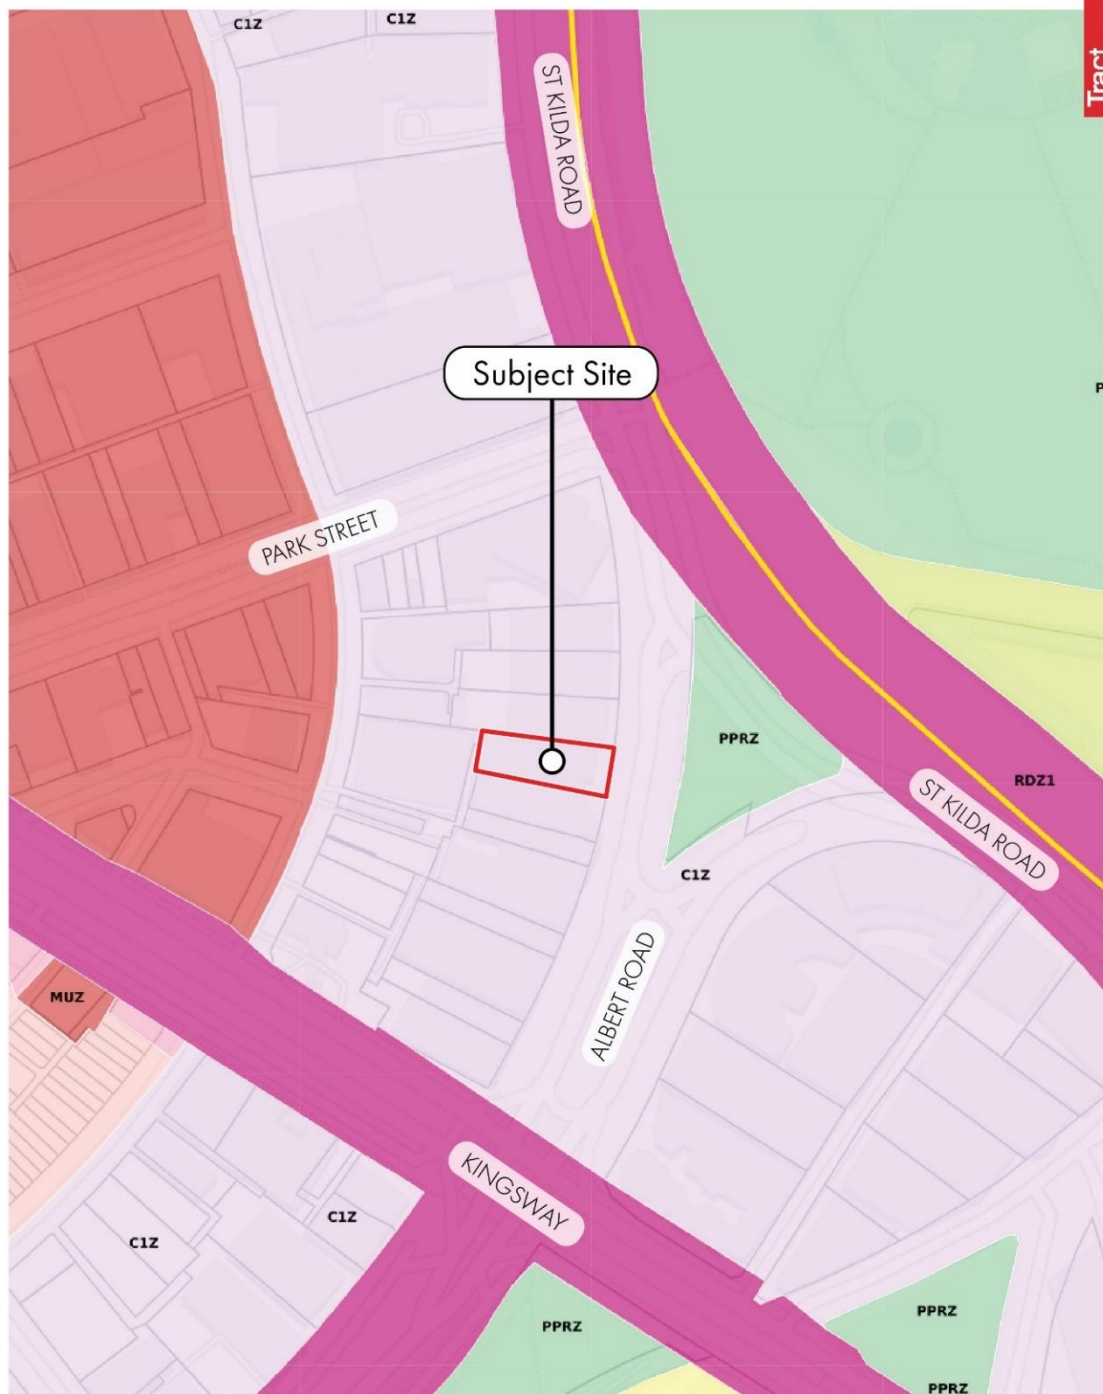 C1Z
C1Z
Tract
ST KILDA ROAD
Subject Site
P
PARK STREET
PPRZ
RDZ1
ST KILDA ROAD
C1Z
ALBERT ROAD
MUZ
KINGSWAY
C1Z
C1Z
PPRZ
PPRZ
PPRZ